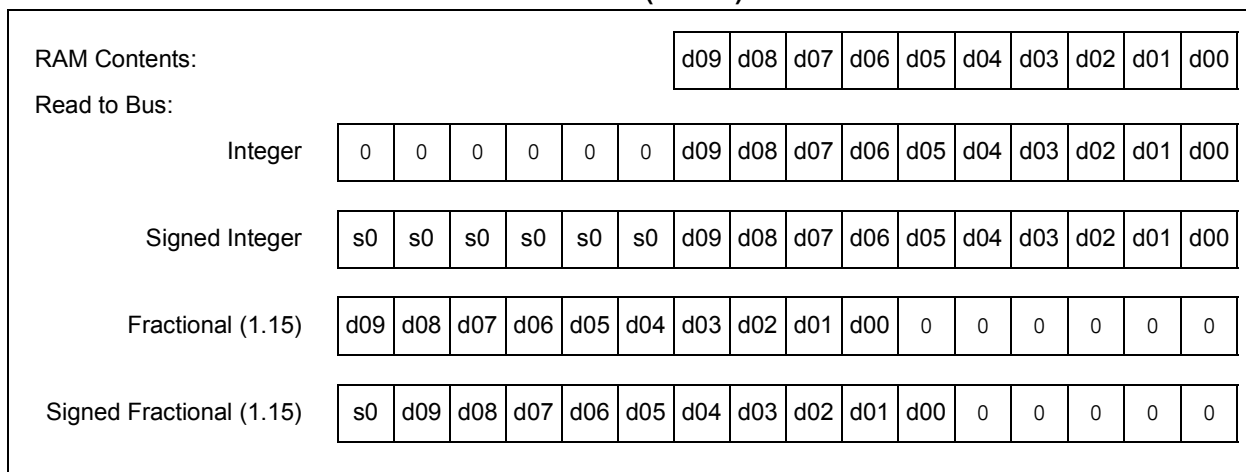 RAM Contents: d09 d08 d07 d06 d05 d04 d03 d02 d01 d00
Read to Bus:
Integer 0 0 0 0 0 0 d09 d08 d07 d06 d05 d04 d03 d02 d01 d00
Signed Integer s0 s0 s0 s0 s0 s0 d09 d08 d07 d06 d05 d04 d03 d02 d01 d00
Fractional (1.15) d09 d08 d07 d06 d05 d04 d03 d02 d01 d00 0 0 0 0 0 0
Signed Fractional (1.15) s0 d09 d08 d07 d06 d05 d04 d03 d02 d01 d00 0 0 0 0 0